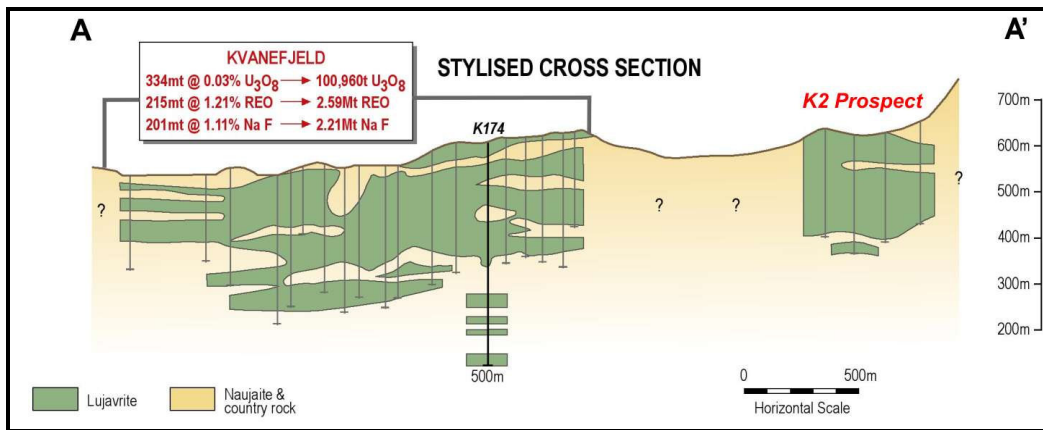 A
A'
KVANEFJELD
334mt @ 0.03% U3O8 → 100,960t U3O8
215mt @ 1.21% REO → 2.59Mt REO
201mt @ 1.11% Na F → 2.21Mt Na F
STYLISED CROSS SECTION
K2 Prospect
K174
700m
600m
500m
400m
300m
200m
?
?
?
?
500m
Lujavrite
Naujaite &
country rock
0
500m
Horizontal Scale